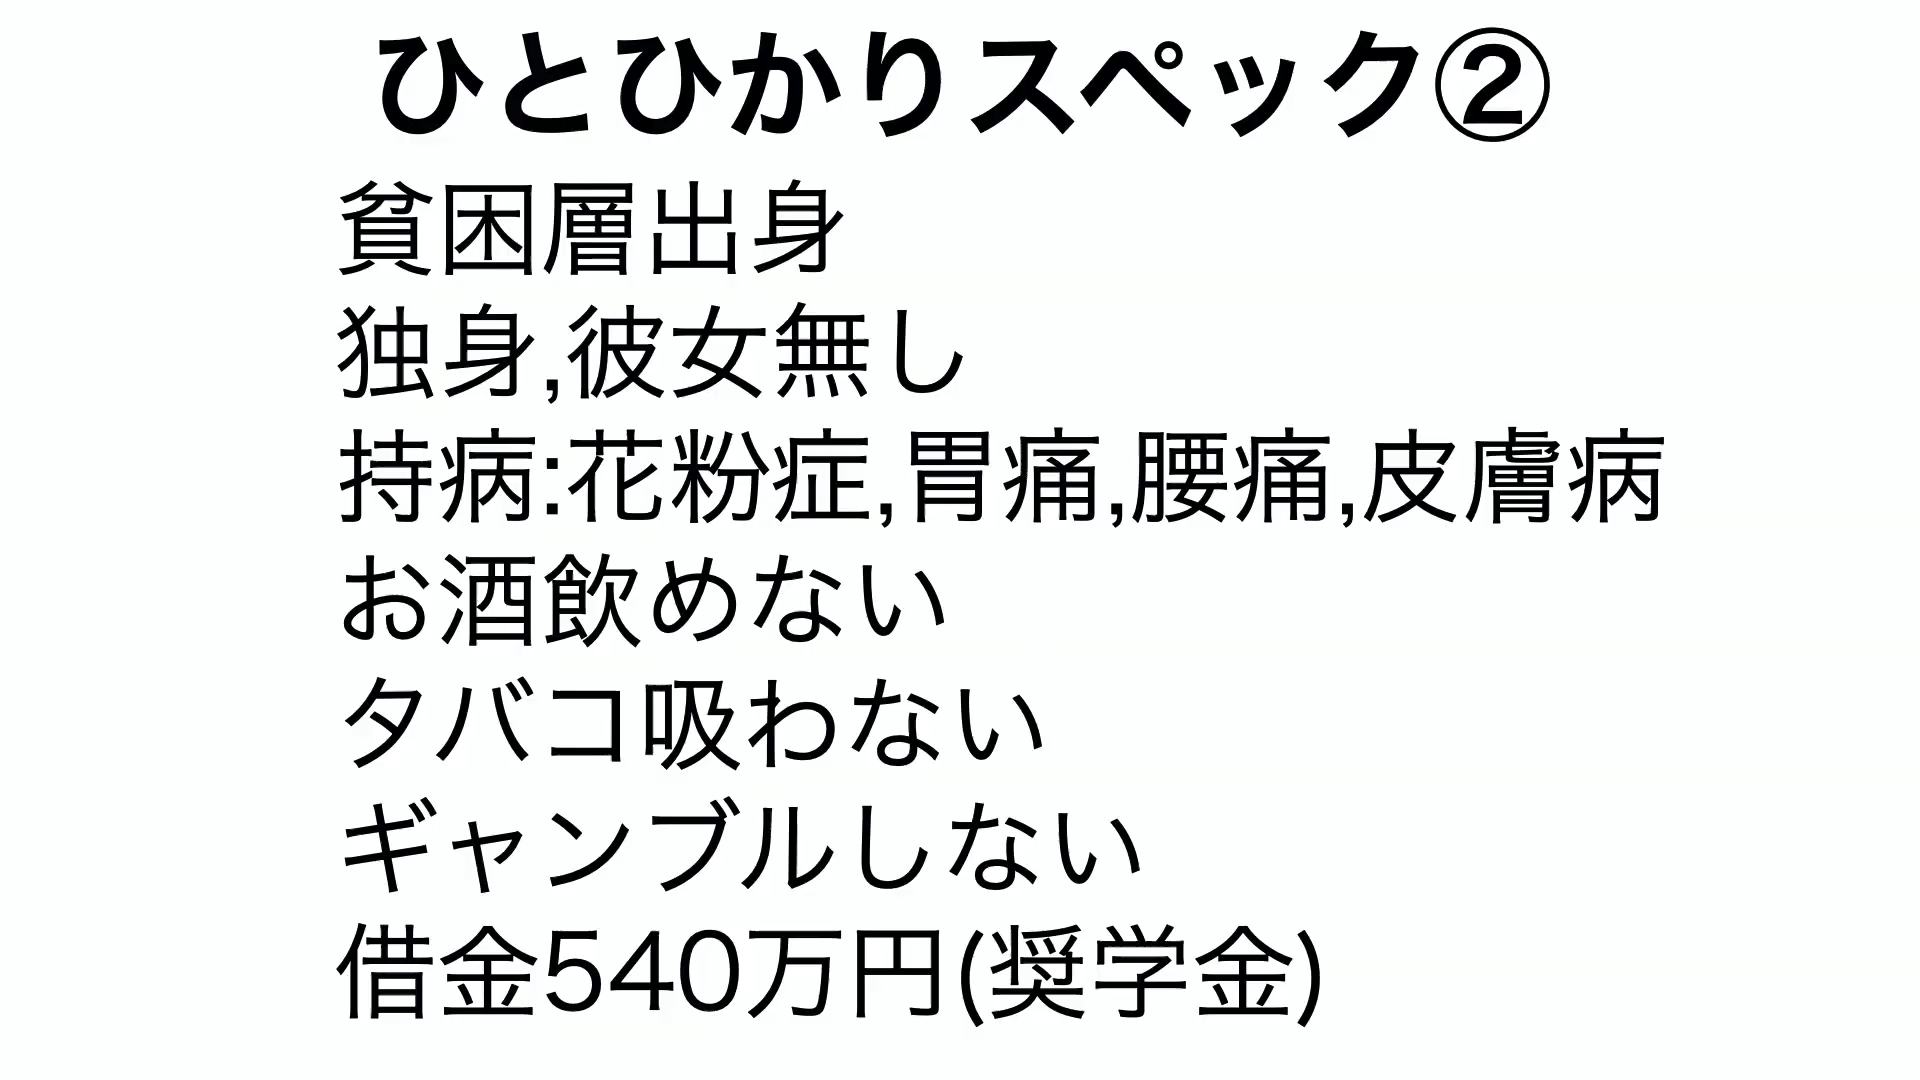 ひとひかりスペック②
貧困層出身
独身,彼女無し
持病:花粉症,胃痛,腰痛,皮膚病
お酒飲めない
タバコ吸わない
ギャンブルしない
借金540万円(奨学金)